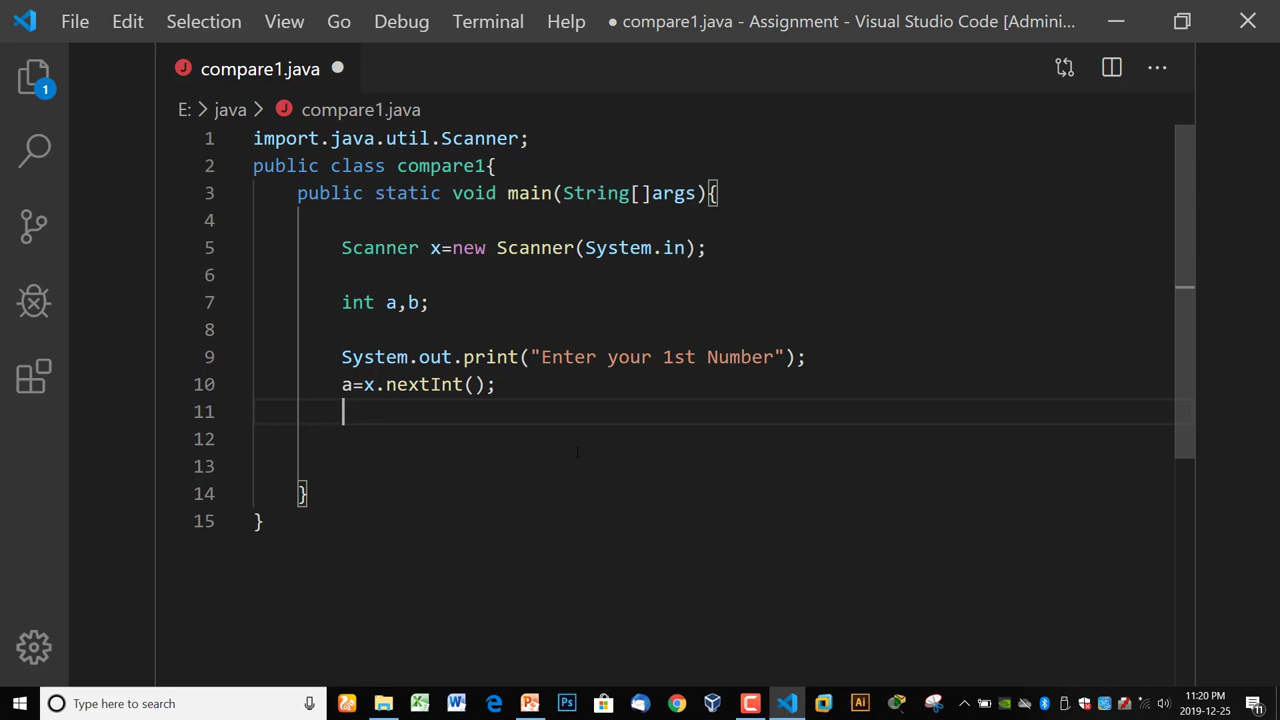 File Edit Selection View Go Debug Terminal Help ● compare1.java - Assignment - Visual Studio Code [Admini...
1
J compare1.java
E: > java > J compare1.java
1 import.java.util.Scanner;
2 public class compare1{
3 public static void main(String[]args){
4
5 Scanner x=new Scanner(System.in);
6
7 int a,b;
8
9 System.out.print("Enter your 1st Number");
10 a=x.nextInt();
11
12
13
14 }
15 }
Type here to search
11:20 PM
2019-12-25
11